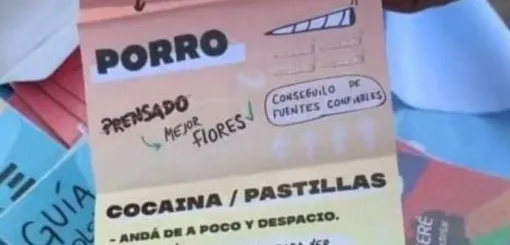 PORRO
PRENSADO
MEJOR
FLORES
CONSEGUILO DE
FUENTES CONFIABLES
COCAINA / PASTILLAS
- ANDÁ DE A POCO Y DESPACIO.
GUÍA